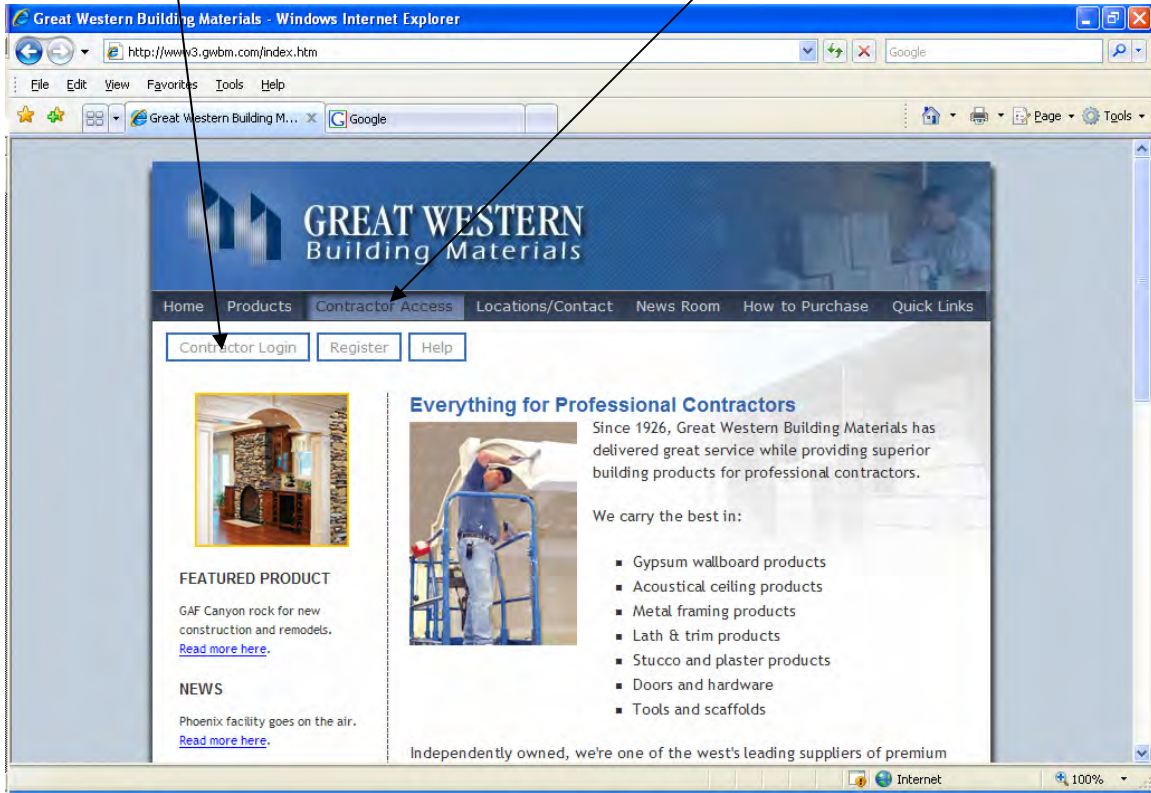 Great Western Building Materials - Windows Internet Explorer
http://www3.gwbm.com/index.htm
Google
File Edit View Favorites Tools Help
Great Western Building M... Google
Page Tools
GREAT WESTERN
Building Materials
Home Products Contractor Access Locations/Contact News Room How to Purchase Quick Links
Contractor Login Register Help
FEATURED PRODUCT
GAF Canyon rock for new
construction and remodels.
Read more here.
NEWS
Phoenix facility goes on the air.
Read more here.
Everything for Professional Contractors
Since 1926, Great Western Building Materials has
delivered great service while providing superior
building products for professional contractors.
We carry the best in:
Gypsum wallboard products
Acoustical ceiling products
Metal framing products
Lath & trim products
Stucco and plaster products
Doors and hardware
Tools and scaffolds
Independently owned, we're one of the west's leading suppliers of premium
Internet 100%